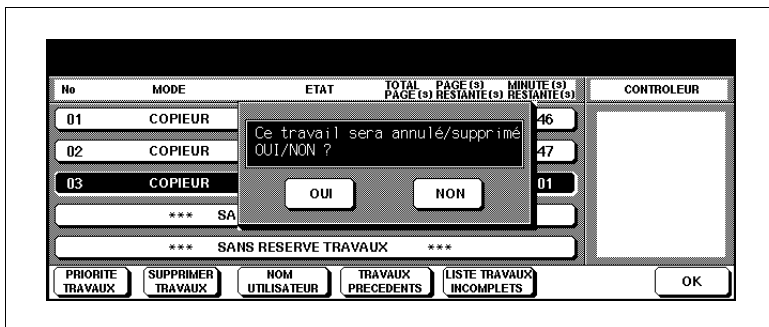 No MODE ETAT TOTAL PAGE(S) PAGE(S) RESTANTE(S) MINUTE(S) RESTANTE(S) CONTROLEUR
01 COPIEUR 46
02 COPIEUR 47
03 COPIEUR 01
Ce travail sera annulé/supprimé
OUI/NON ?
OUI NON
*** SA
*** SANS RESERVE TRAVAUX ***
PRIORITE TRAVAUX SUPPRIMER TRAVAUX NOM UTILISATEUR TRAVAUX PRECEDENTS LISTE TRAVAUX INCOMPLETS OK